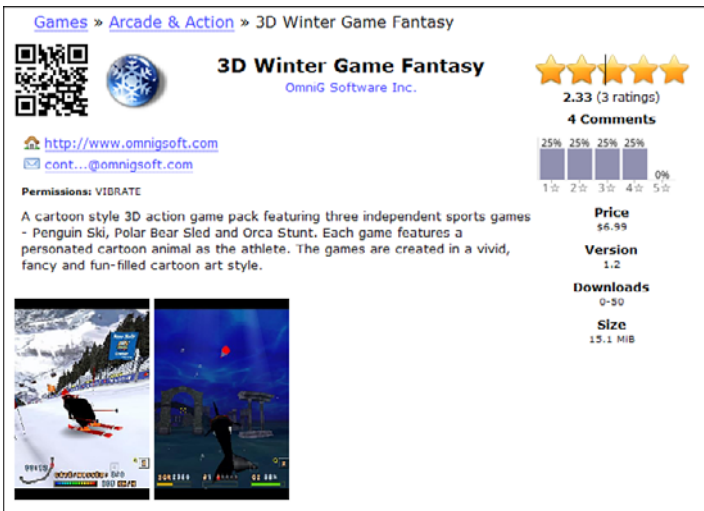 Games » Arcade & Action » 3D Winter Game Fantasy
3D Winter Game Fantasy
OmniG Software Inc.
2.33 (3 ratings)
4 Comments
25% 25% 25% 25% 0%
1☆ 2☆ 3☆ 4☆ 5☆
http://www.omnigsoft.com
cont...@omnigsoft.com
Permissions: VIBRATE
A cartoon style 3D action game pack featuring three independent sports games
- Penguin Ski, Polar Bear Sled and Orca Stunt. Each game features a
personated cartoon animal as the athlete. The games are created in a vivid,
fancy and fun-filled cartoon art style.
Price
$6.99
Version
1.2
Downloads
0-50
Size
15.1 MiB